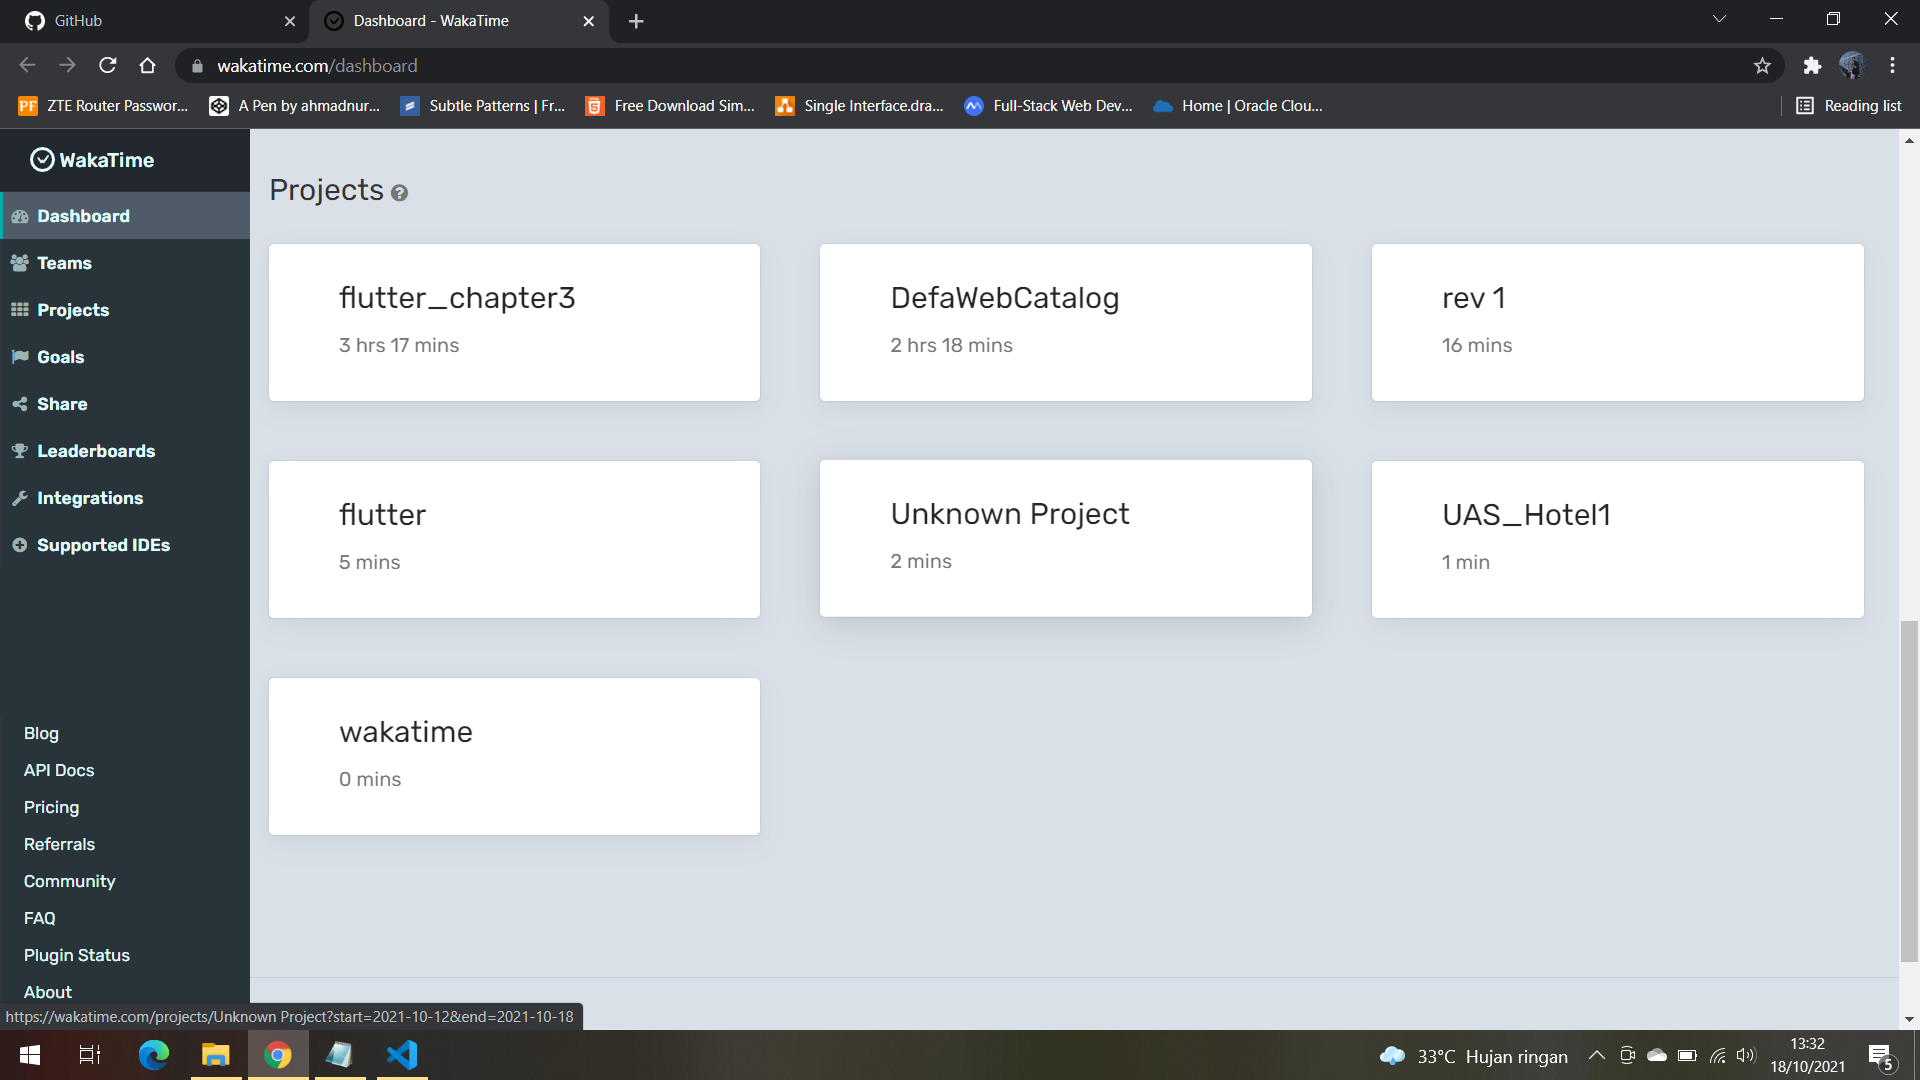 GitHub
Dashboard - WakaTime
wakatime.com/dashboard
ZTE Router Passwor...
A Pen by ahmadnur...
Subtle Patterns | Fr...
Free Download Sim...
Single Interface.dra...
Full-Stack Web Dev...
Home | Oracle Clou...
Reading list
WakaTime
Dashboard
Teams
Projects
Goals
Share
Leaderboards
Integrations
Supported IDEs
Blog
API Docs
Pricing
Referrals
Community
FAQ
Plugin Status
About
Projects
flutter_chapter3
3 hrs 17 mins
DefaWebCatalog
2 hrs 18 mins
rev 1
16 mins
flutter
5 mins
Unknown Project
2 mins
UAS_Hotel1
1 min
wakatime
0 mins
https://wakatime.com/projects/Unknown Project?start=2021-10-12&end=2021-10-18
33°C Hujan ringan
13:32
18/10/2021
5